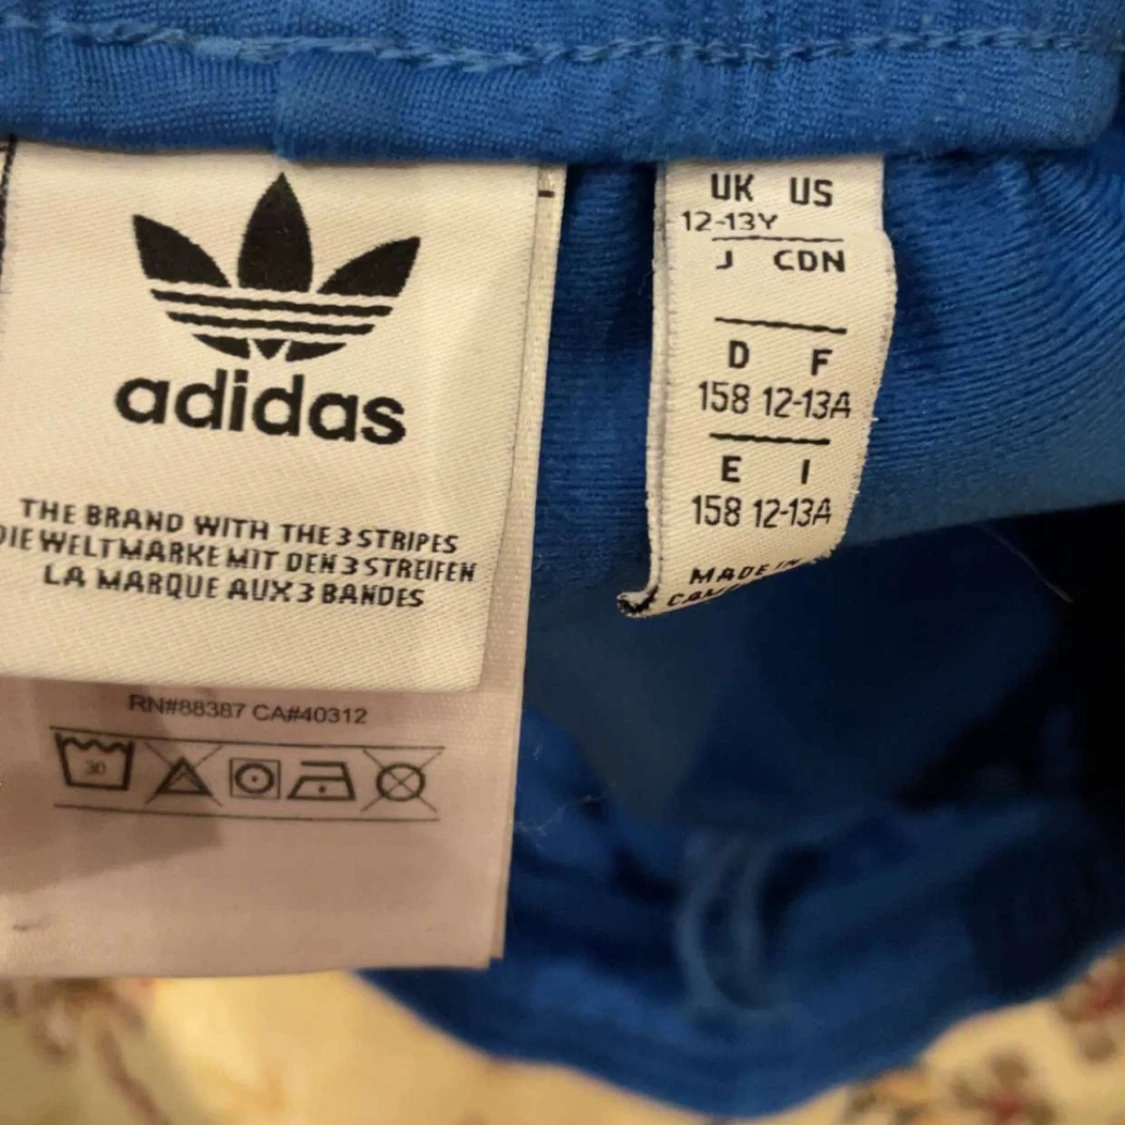 adidas
THE BRAND WITH THE 3 STRIPES
DIE WELTMARKE MIT DEN 3 STREIFEN
LA MARQUE AUX 3 BANDES
RN#88387 CA#40312
30
UK US
12-13Y
J CDN
D F
158 12-13A
E I
158 12-13A
MADE IN